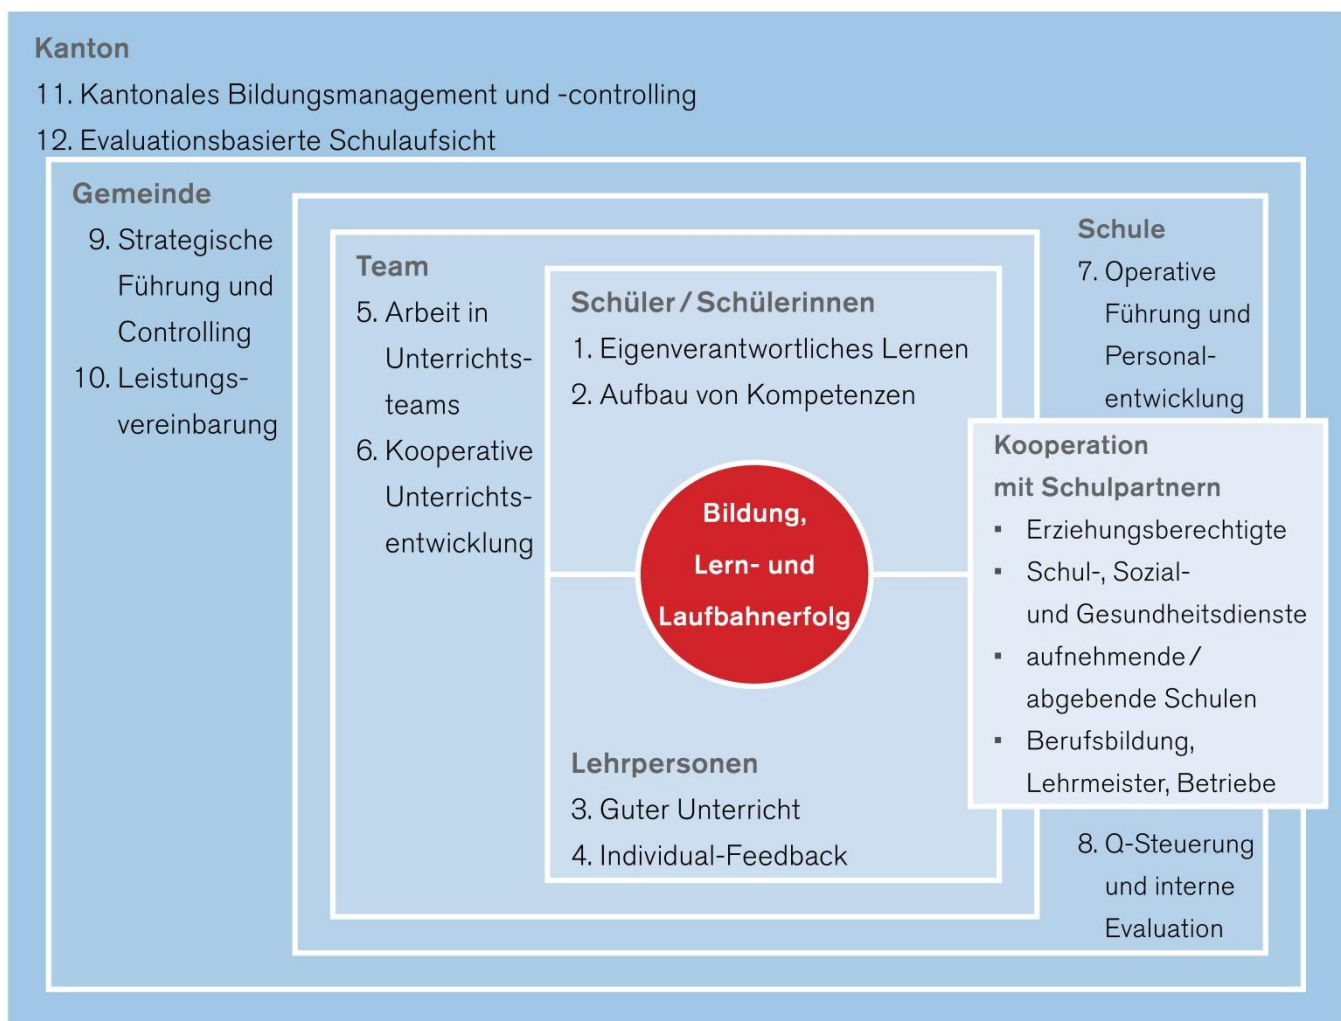 Kanton
11. Kantonales Bildungsmanagement und -controlling
12. Evaluationsbasierte Schulaufsicht
Gemeinde
9. Strategische
Führung und
Controlling
10. Leistungs-
vereinbarung
Team
5. Arbeit in
Unterrichts-
teams
6. Kooperative
Unterrichts-
entwicklung
Schüler/Schülerinnen
1. Eigenverantwortliches Lernen
2. Aufbau von Kompetenzen
Bildung,
Lern- und
Laufbahnerfolg
Lehrpersonen
3. Guter Unterricht
4. Individual-Feedback
Schule
7. Operative
Führung und
Personal-
entwicklung
Kooperation
mit Schulpartnern
▪ Erziehungsberechtigte
▪ Schul-, Sozial-
und Gesundheitsdienste
▪ aufnehmende/
abgebende Schulen
▪ Berufsbildung,
Lehrmeister, Betriebe
8. Q-Steuerung
und interne
Evaluation